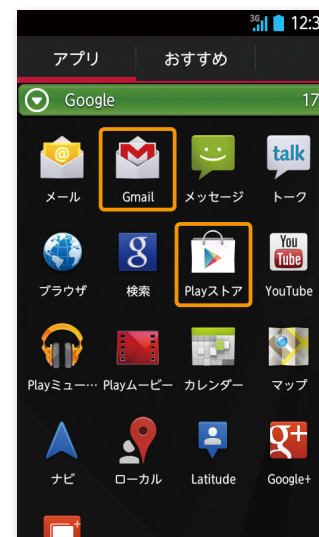 3G 12:3
アプリ おすすめ
Google 17
talk
メール Gmail メッセージ トーク
g You Tube
ブラウザ 検索 Playストア YouTube
Playミュー… Playムービー カレンダー マップ
g+
ナビ ローカル Latitude Google+